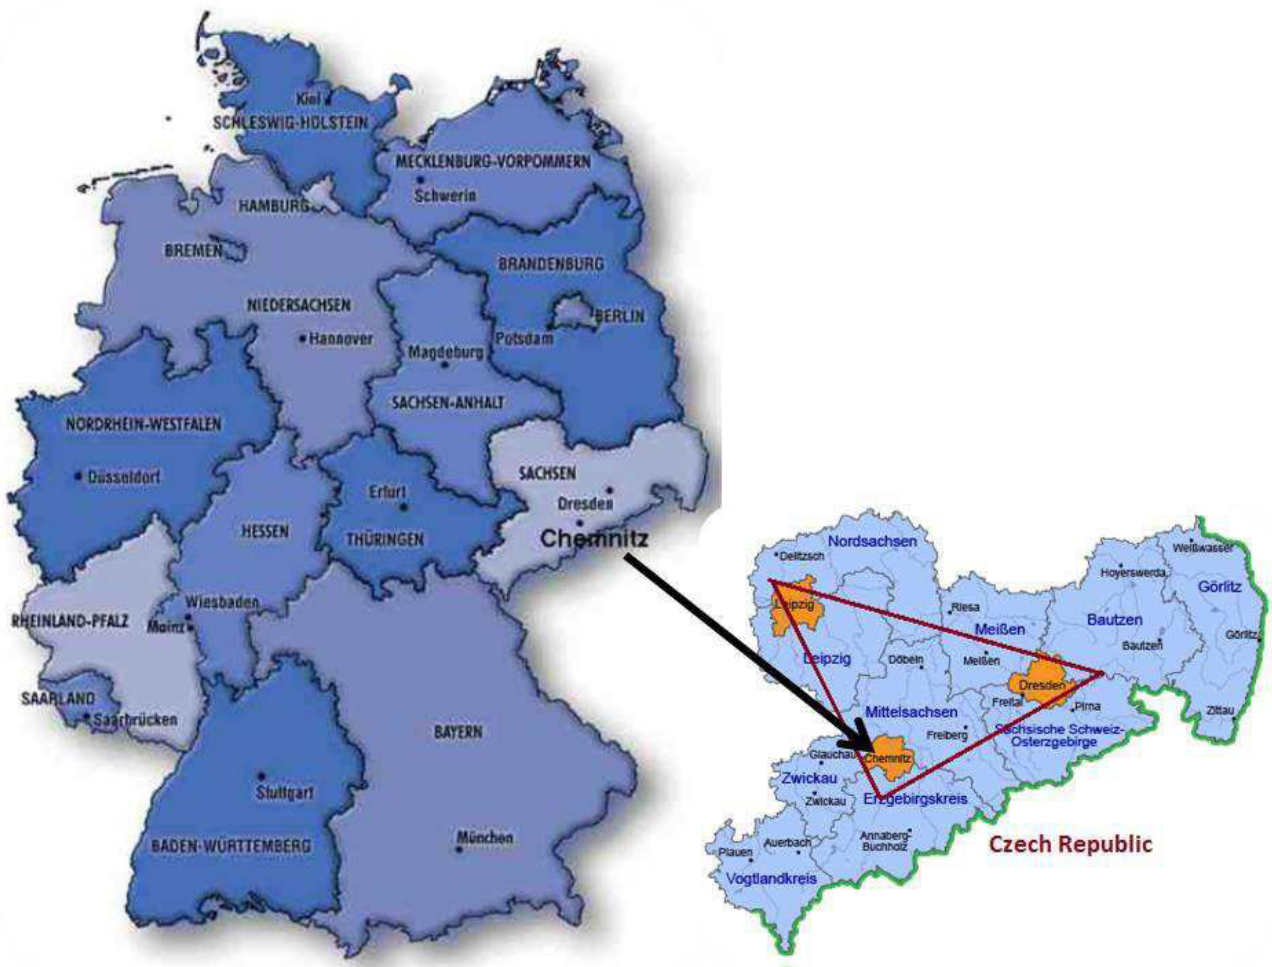 Kiel
SCHLESWIG-HOLSTEIN
MECKLENBURG-VORPOMMERN
Schwerin
HAMBURG
BREMEN
BRANDENBURG
NIEDERSACHSEN
BERLIN
Hannover
Potsdam
Magdeburg
SACHSEN-ANHALT
NORDRHEIN-WESTFALEN
Düsseldorf
SACHSEN
Erfurt
Dresden
HESSEN
THÜRINGEN
Chemnitz
Wiesbaden
RHEINLAND-PFALZ
Mainz
SAARLAND
Saarbrücken
BAYERN
Stuttgart
BADEN-WÜRTTEMBERG
München
Nordsachsen
Delitzsch
Weißwasser
Hoyerswerda
Görlitz
Leipzig
Riesa
Meißen
Bautzen
Görlitz
Bautzen
Leipzig
Döbeln
Meißen
Dresden
Freital
Pirna
Zittau
Mittelsachsen
Freiberg
Sächsische Schweiz-
Osterzgebirge
Glauchau
Chemnitz
Zwickau
Zwickau
Erzgebirgskreis
Annaberg-
Buchholz
Czech Republic
Auerbach
Plauen
Vogtlandkreis